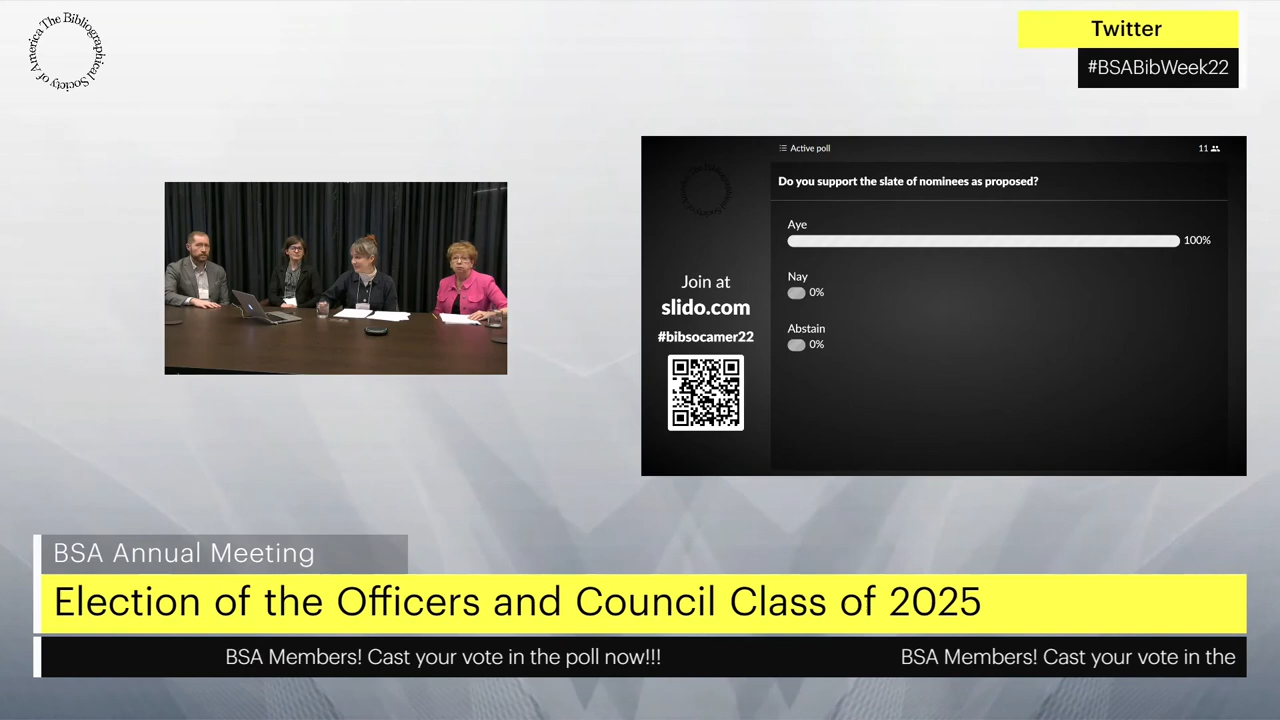 The Bibliographical Society of America
Twitter
#BSABibWeek22
Active poll
11
Do you support the slate of nominees as proposed?
Aye
100%
Nay
0%
Abstain
0%
Join at
slido.com
#bibsocamer22
BSA Annual Meeting
Election of the Officers and Council Class of 2025
BSA Members! Cast your vote in the poll now!!! BSA Members! Cast your vote in the